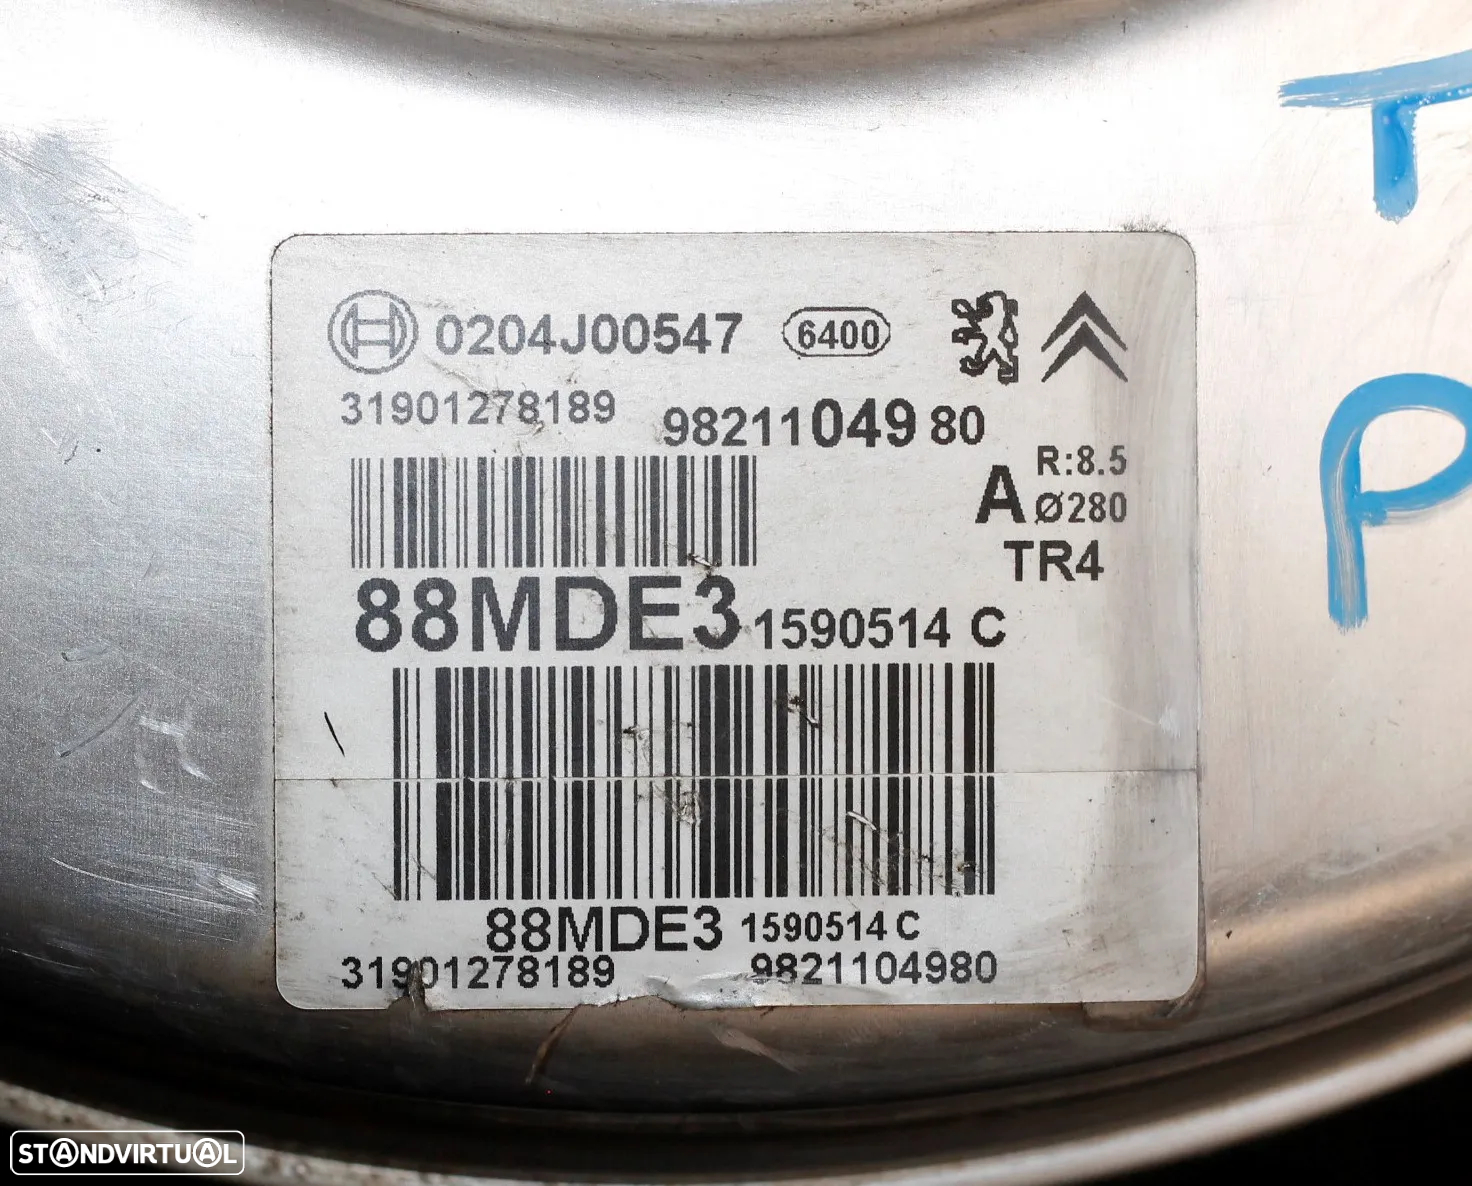 T
P
0204J00547 6400
31901278189 9821104980
A R:8.5
Ø280
TR4
88MDE3 1590514 C
88MDE3 1590514 C
31901278189 9821104980
STANDVIRTUAL